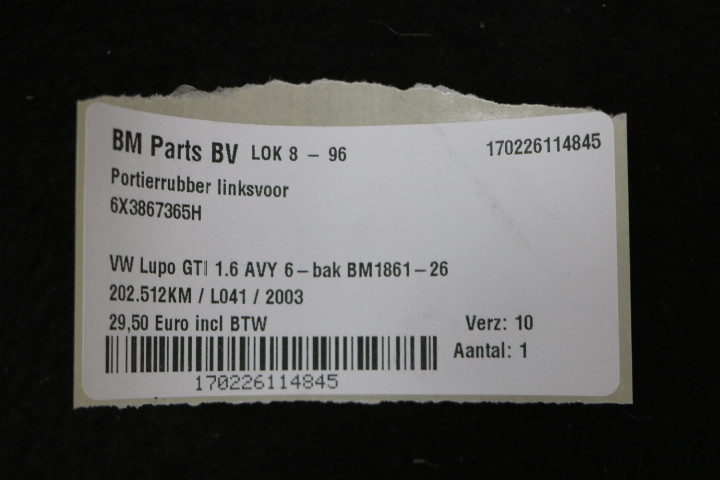 BM Parts BV LOK 8 - 96 170226114845
Portierrubber linksvoor
6X3867365H
VW Lupo GTI 1.6 AVY 6-bak BM1861-26
202.512KM / L041 / 2003
29,50 Euro incl BTW Verz: 10
Aantal: 1
170226114845